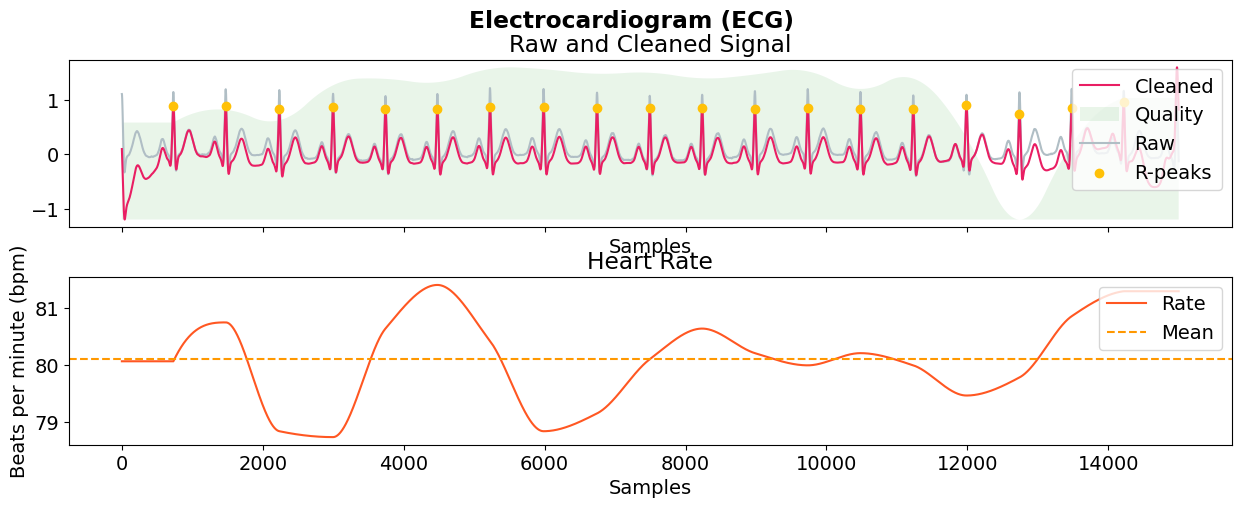 Electrocardiogram (ECG)
Raw and Cleaned Signal
1
0
−1
Cleaned
Quality
Raw
R-peaks
Samples
Heart Rate
Beats per minute (bpm)
81
80
79
Rate
Mean
0 2000 4000 6000 8000 10000 12000 14000
Samples